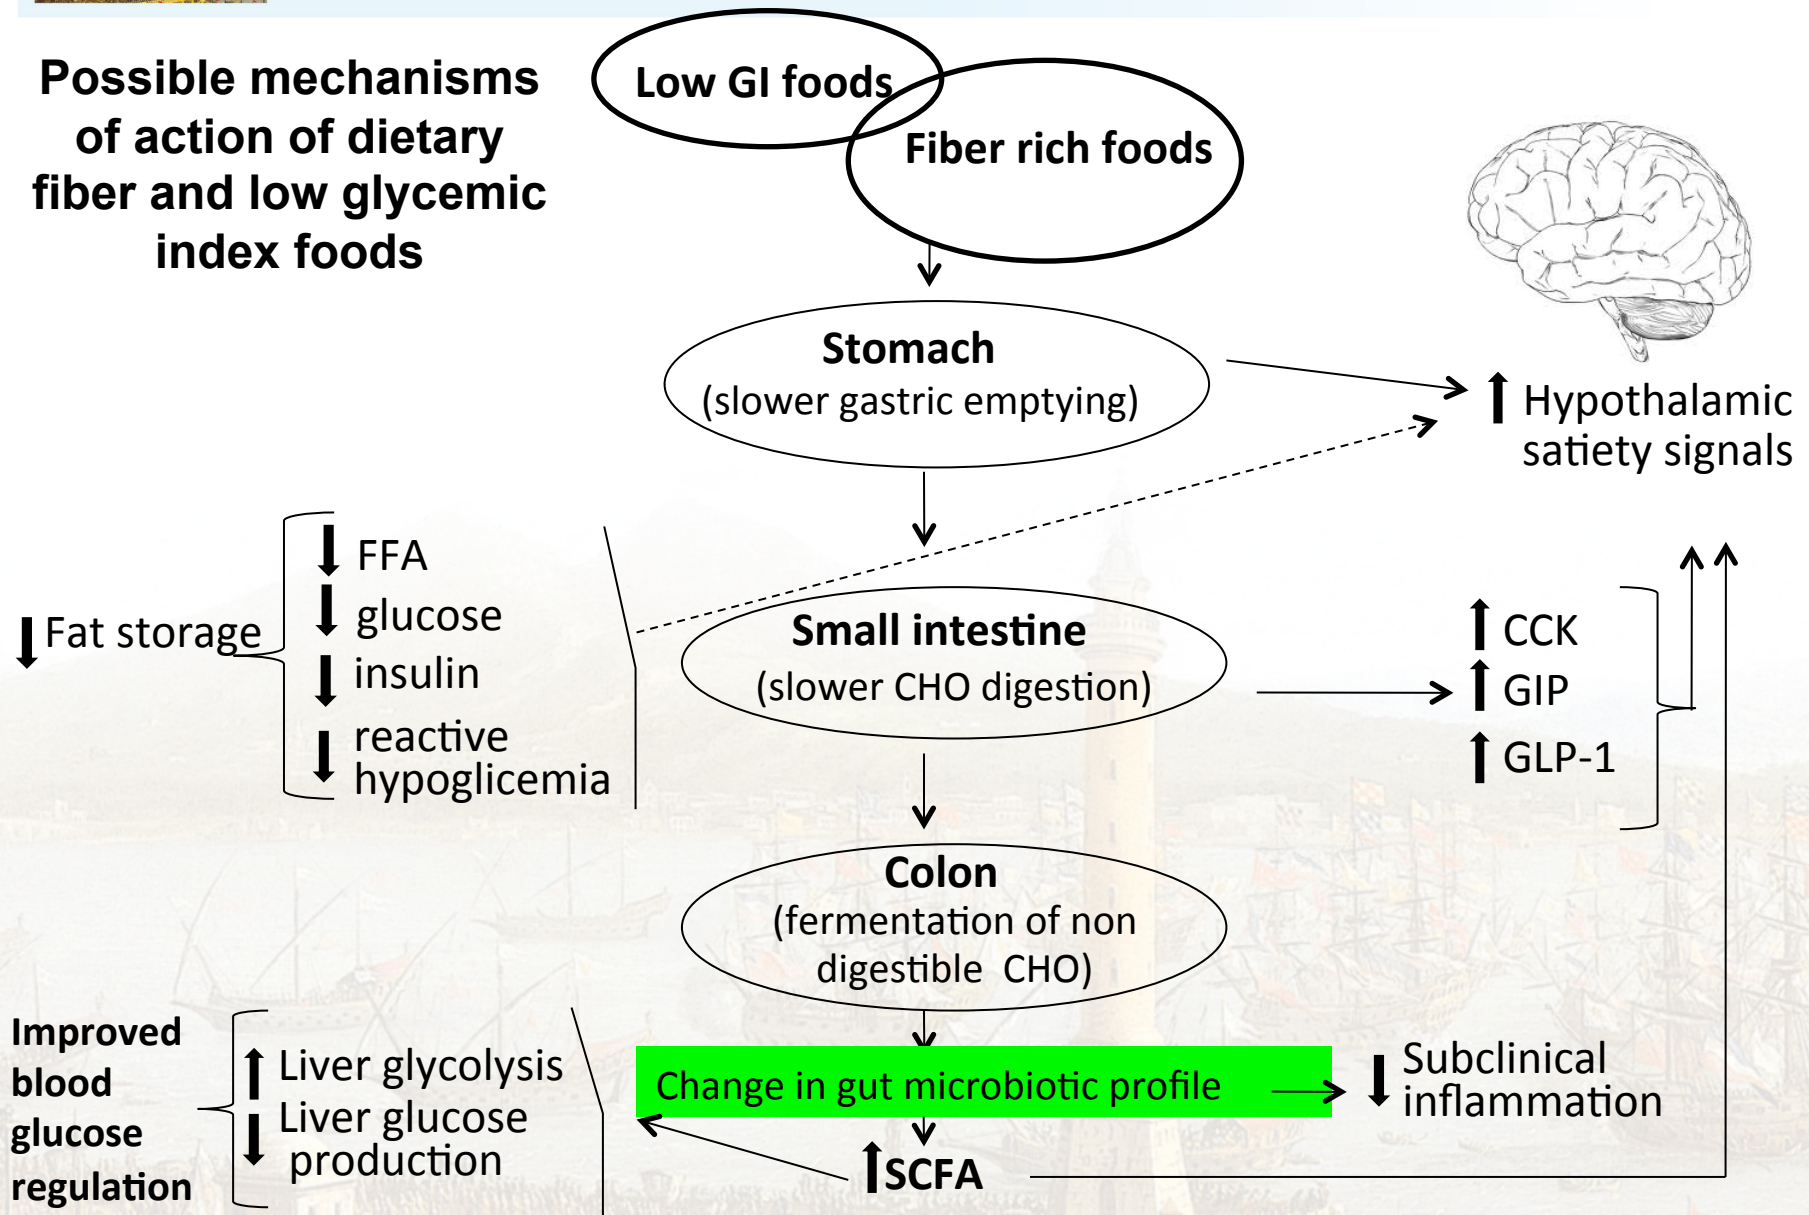 Possible mechanisms
of action of dietary
fiber and low glycemic
index foods
Low GI foods
Fiber rich foods
Stomach
(slower gastric emptying)
Hypothalamic
satiety signals
Fat storage
FFA
glucose
insulin
reactive
hypoglicemia
Small intestine
(slower CHO digestion)
CCK
GIP
GLP-1
Colon
(fermentation of non
digestible CHO)
Improved
blood
glucose
regulation
Liver glycolysis
Liver glucose
production
Change in gut microbiotic profile
Subclinical
inflammation
SCFA